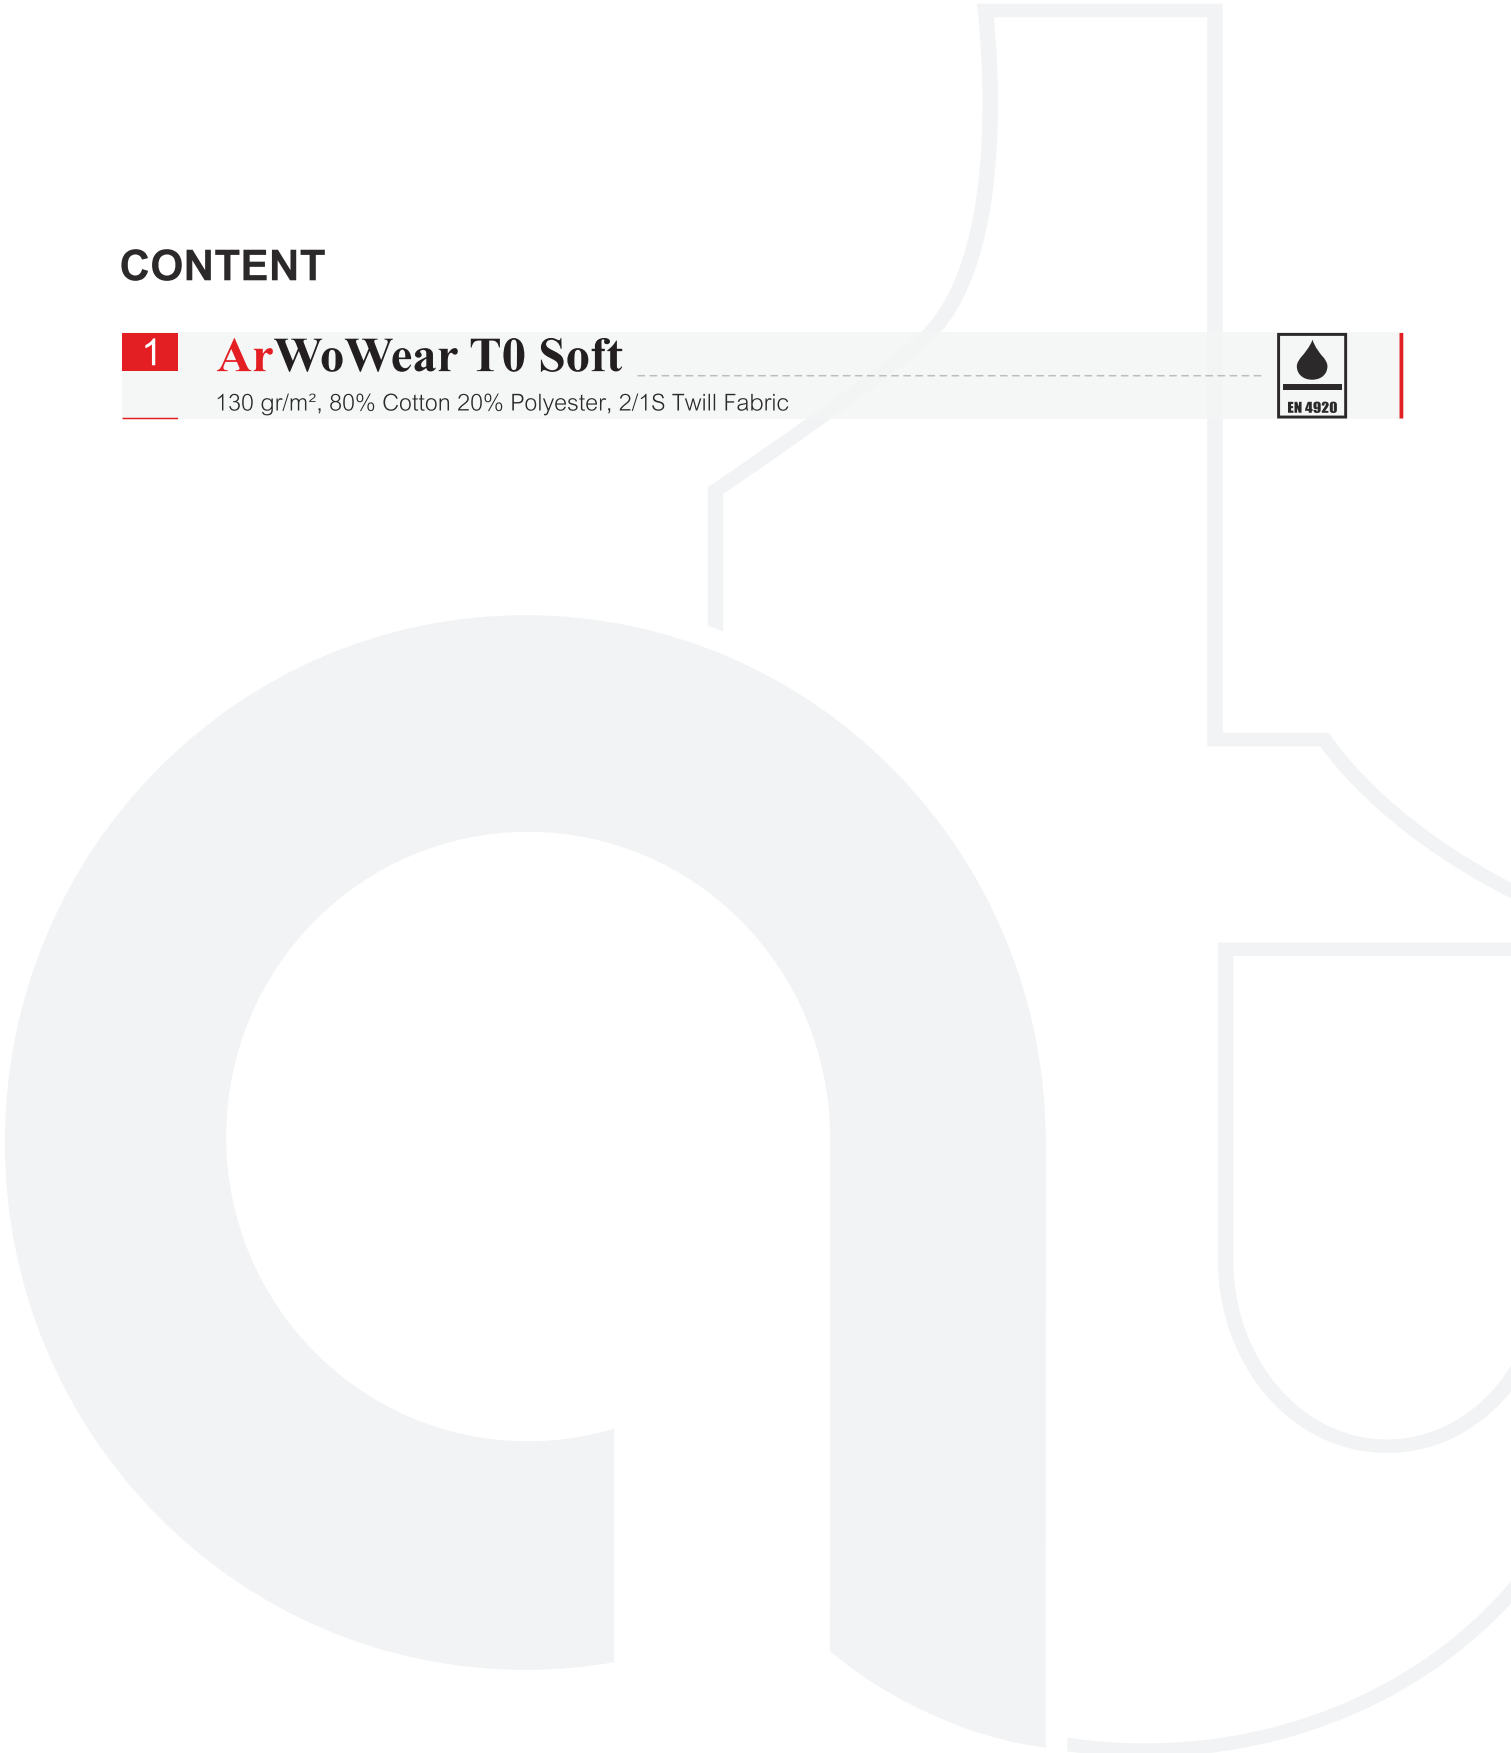 CONTENT
1
ArWoWear T0 Soft
130 gr/m², 80% Cotton 20% Polyester, 2/1S Twill Fabric
EN 4920